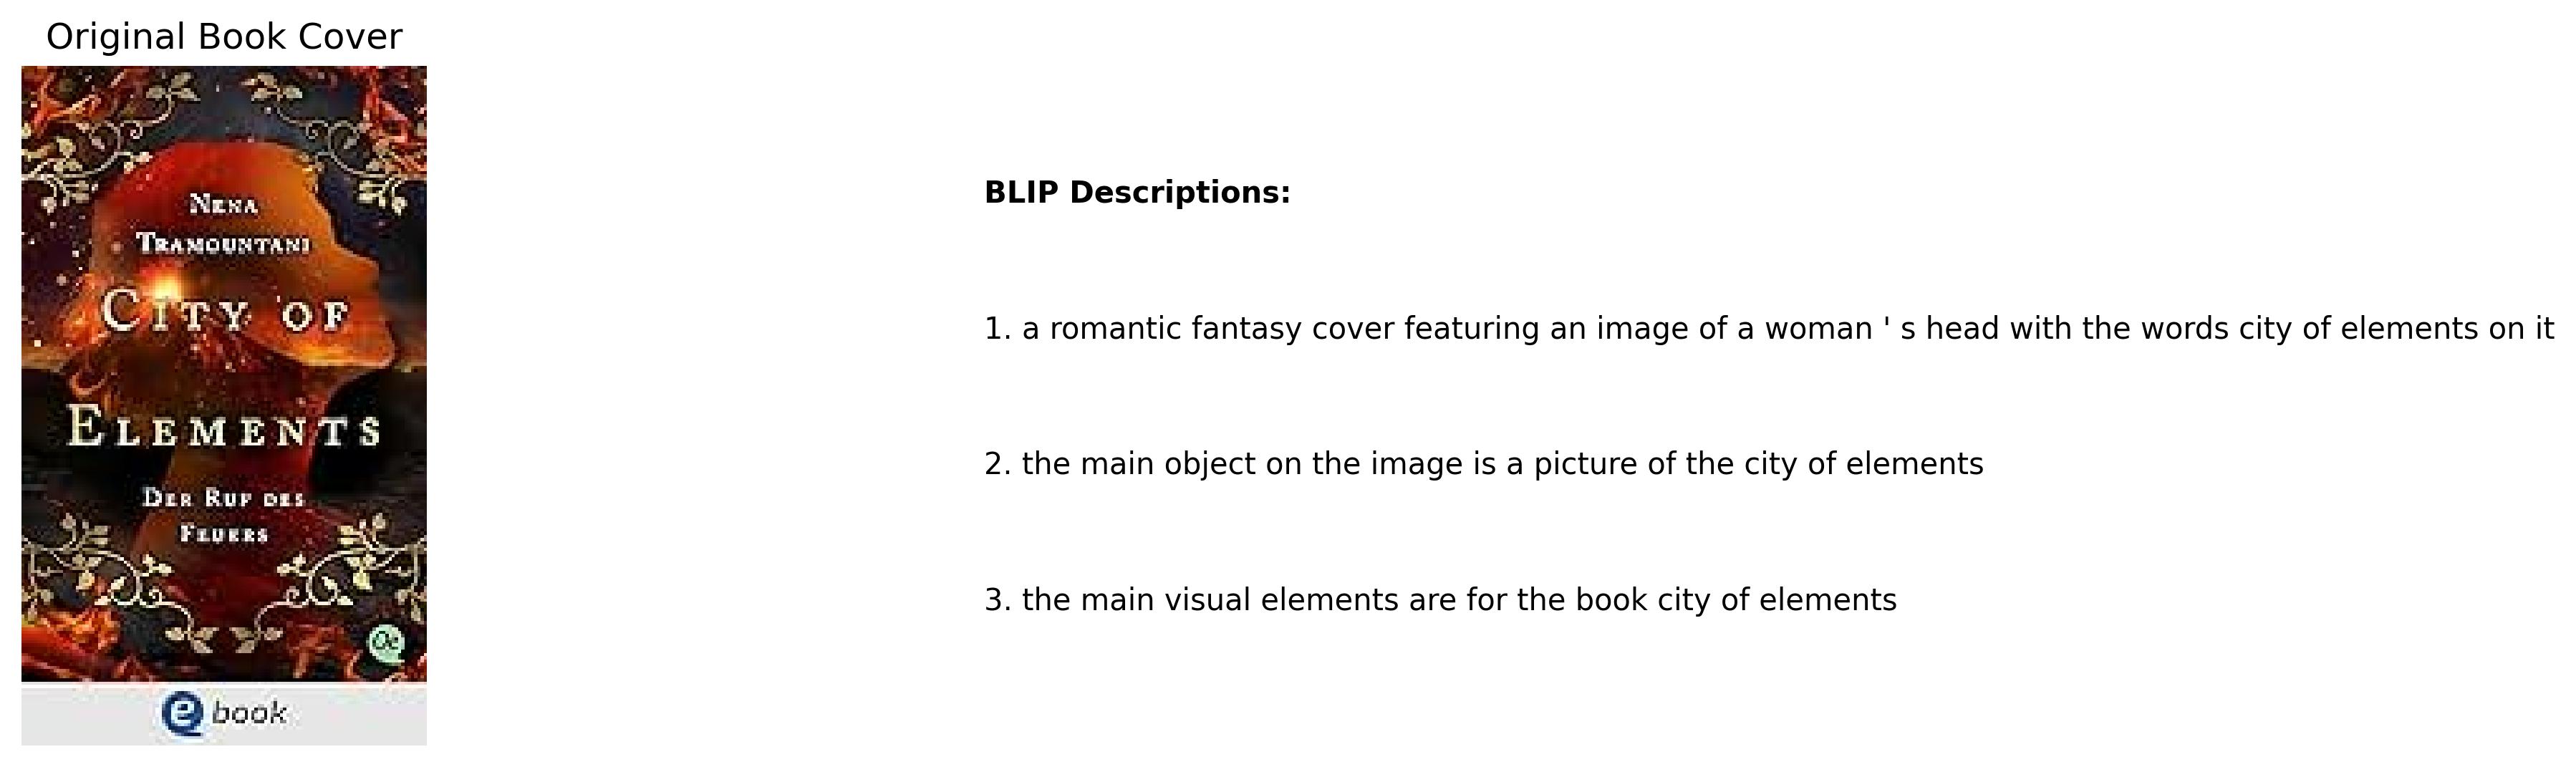 Original Book Cover
NENA
TRAMOUNTANI
CITY OF
ELEMENTS
DER RUF DES
FEUERS
Oe
e book
BLIP Descriptions:
1. a romantic fantasy cover featuring an image of a woman ' s head with the words city of elements on it
2. the main object on the image is a picture of the city of elements
3. the main visual elements are for the book city of elements